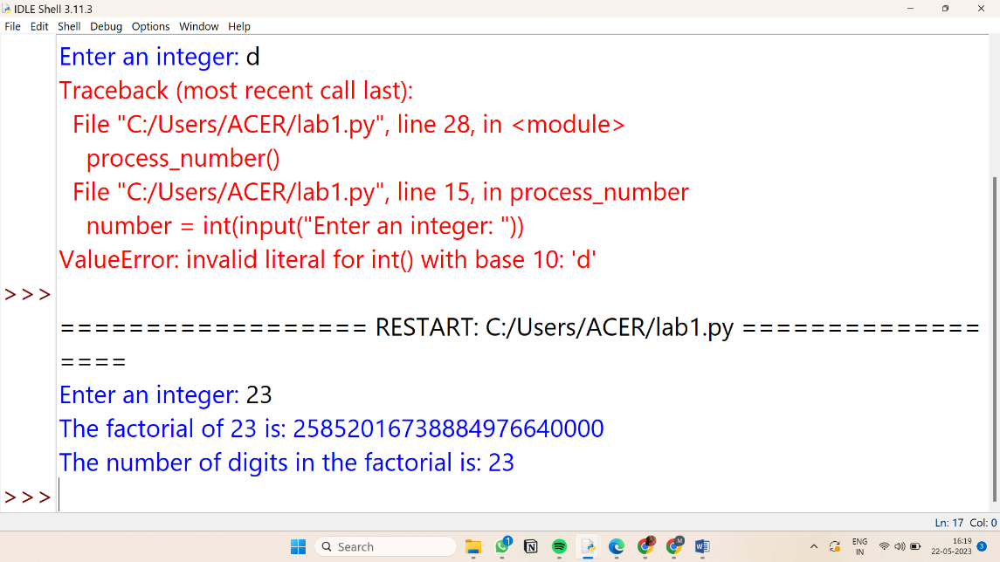 IDLE Shell 3.11.3
File Edit Shell Debug Options Window Help
Enter an integer: d
Traceback (most recent call last):
File "C:/Users/ACER/lab1.py", line 28, in <module>
process_number()
File "C:/Users/ACER/lab1.py", line 15, in process_number
number = int(input("Enter an integer: "))
ValueError: invalid literal for int() with base 10: 'd'
>>>
================== RESTART: C:/Users/ACER/lab1.py ==============
====
Enter an integer: 23
The factorial of 23 is: 25852016738884976640000
The number of digits in the factorial is: 23
>>>
Ln: 17 Col: 0
Search
1
N
M
W
ENG
IN
16:19
22-05-2023
3